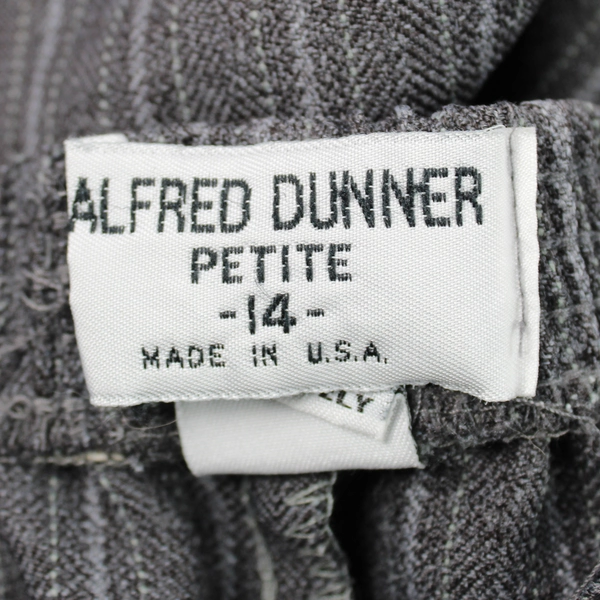 ALFRED DUNNER
PETITE
-14-
MADE IN U.S.A.